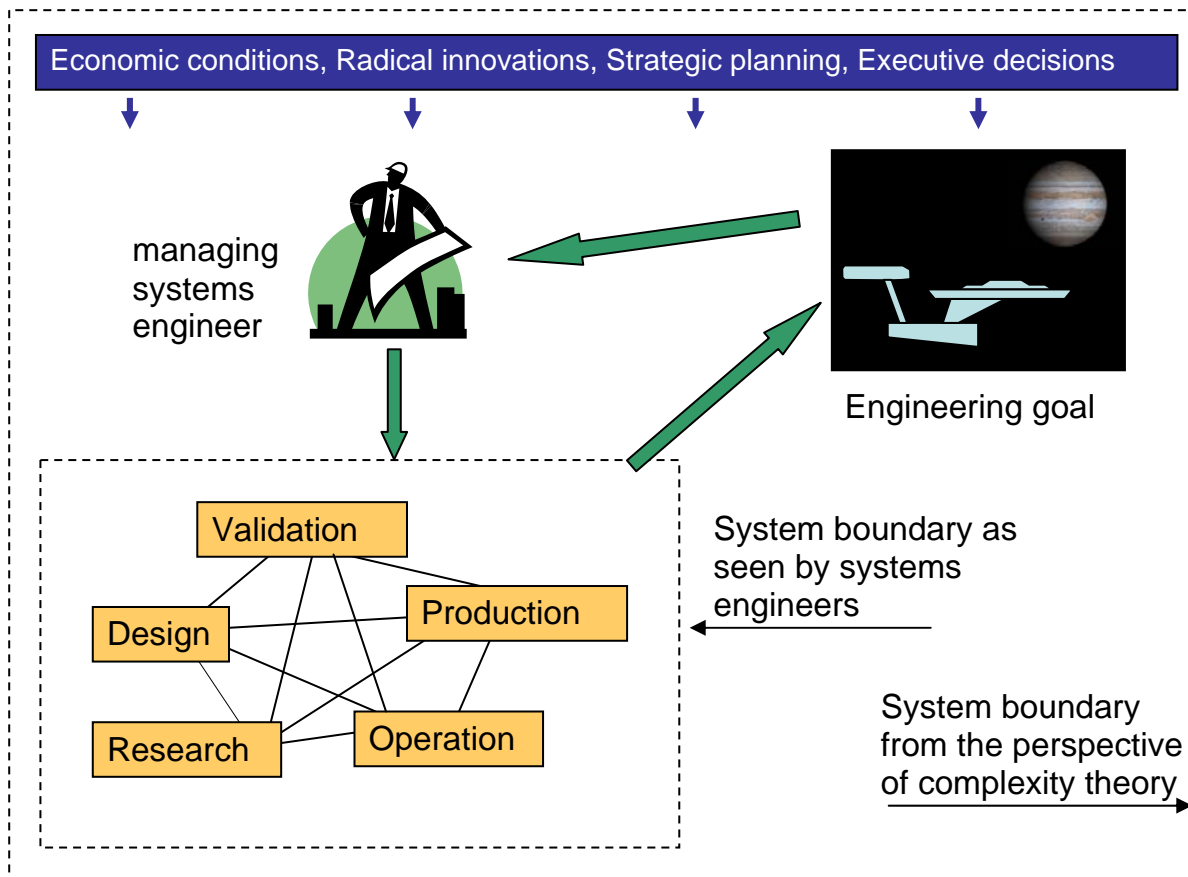 Economic conditions, Radical innovations, Strategic planning, Executive decisions
managing
systems
engineer
Engineering goal
Validation
Production
Design
Operation
Research
System boundary as
seen by systems
engineers
System boundary
from the perspective
of complexity theory